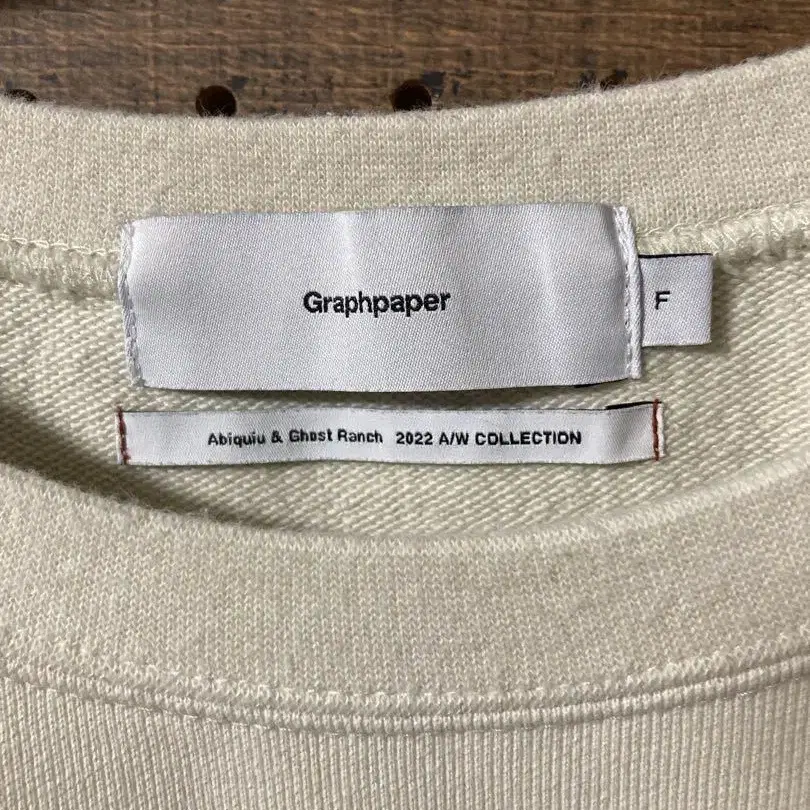 Graphpaper
F
Abiquiu & Ghost Ranch 2022 A/W COLLECTION